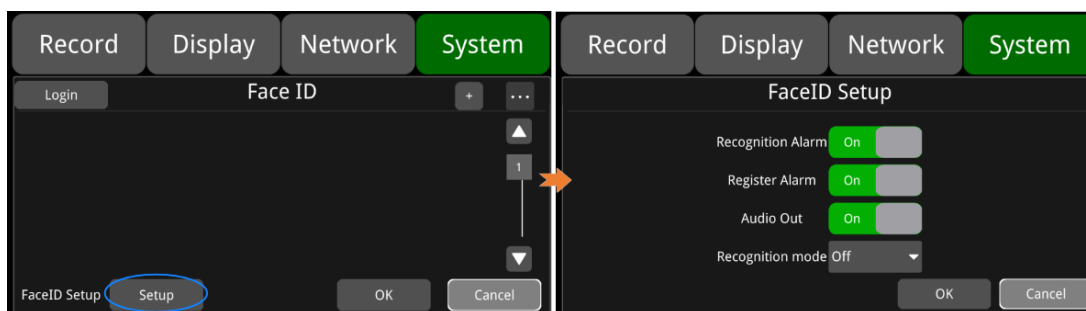 Record Display Network System
Login Face ID + ...
1
FaceID Setup Setup OK Cancel
Record Display Network System
FaceID Setup
Recognition Alarm On
Register Alarm On
Audio Out On
Recognition mode Off
OK Cancel